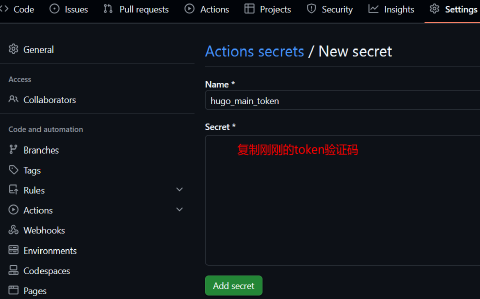 Code Issues Pull requests Actions Projects Security Insights Settings
General
Access
Collaborators
Code and automation
Branches
Tags
Rules
Actions
Webhooks
Environments
Codespaces
Pages
Actions secrets / New secret
Name *
hugo_main_token
Secret *
复制刚刚的token验证码
Add secret